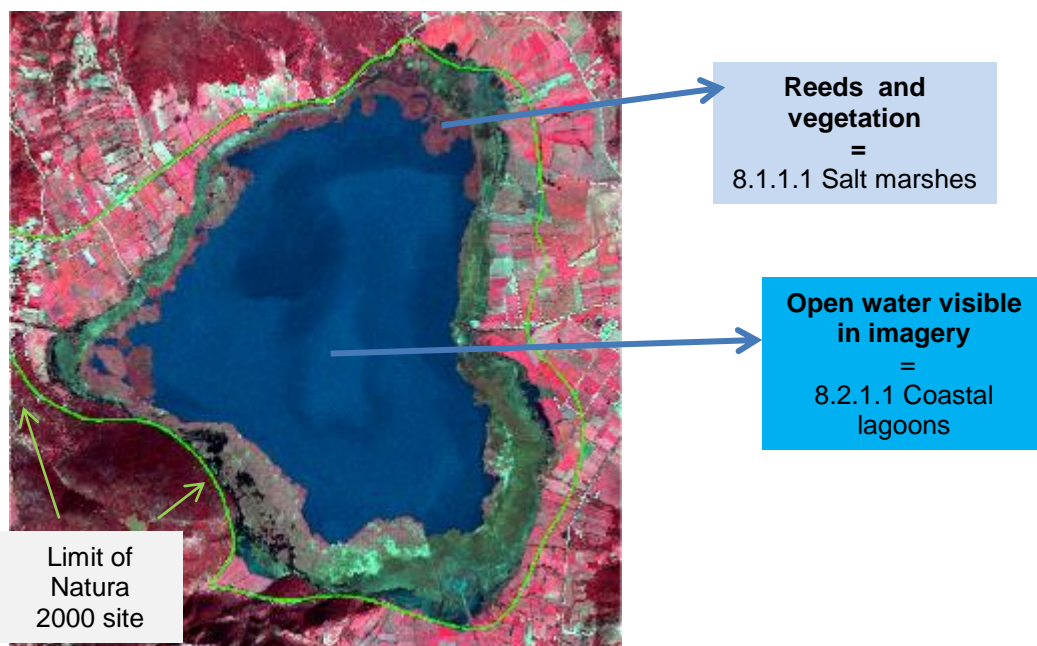 Reeds and
vegetation
=
8.1.1.1 Salt marshes
Open water visible
in imagery
=
8.2.1.1 Coastal
lagoons
Limit of
Natura
2000 site